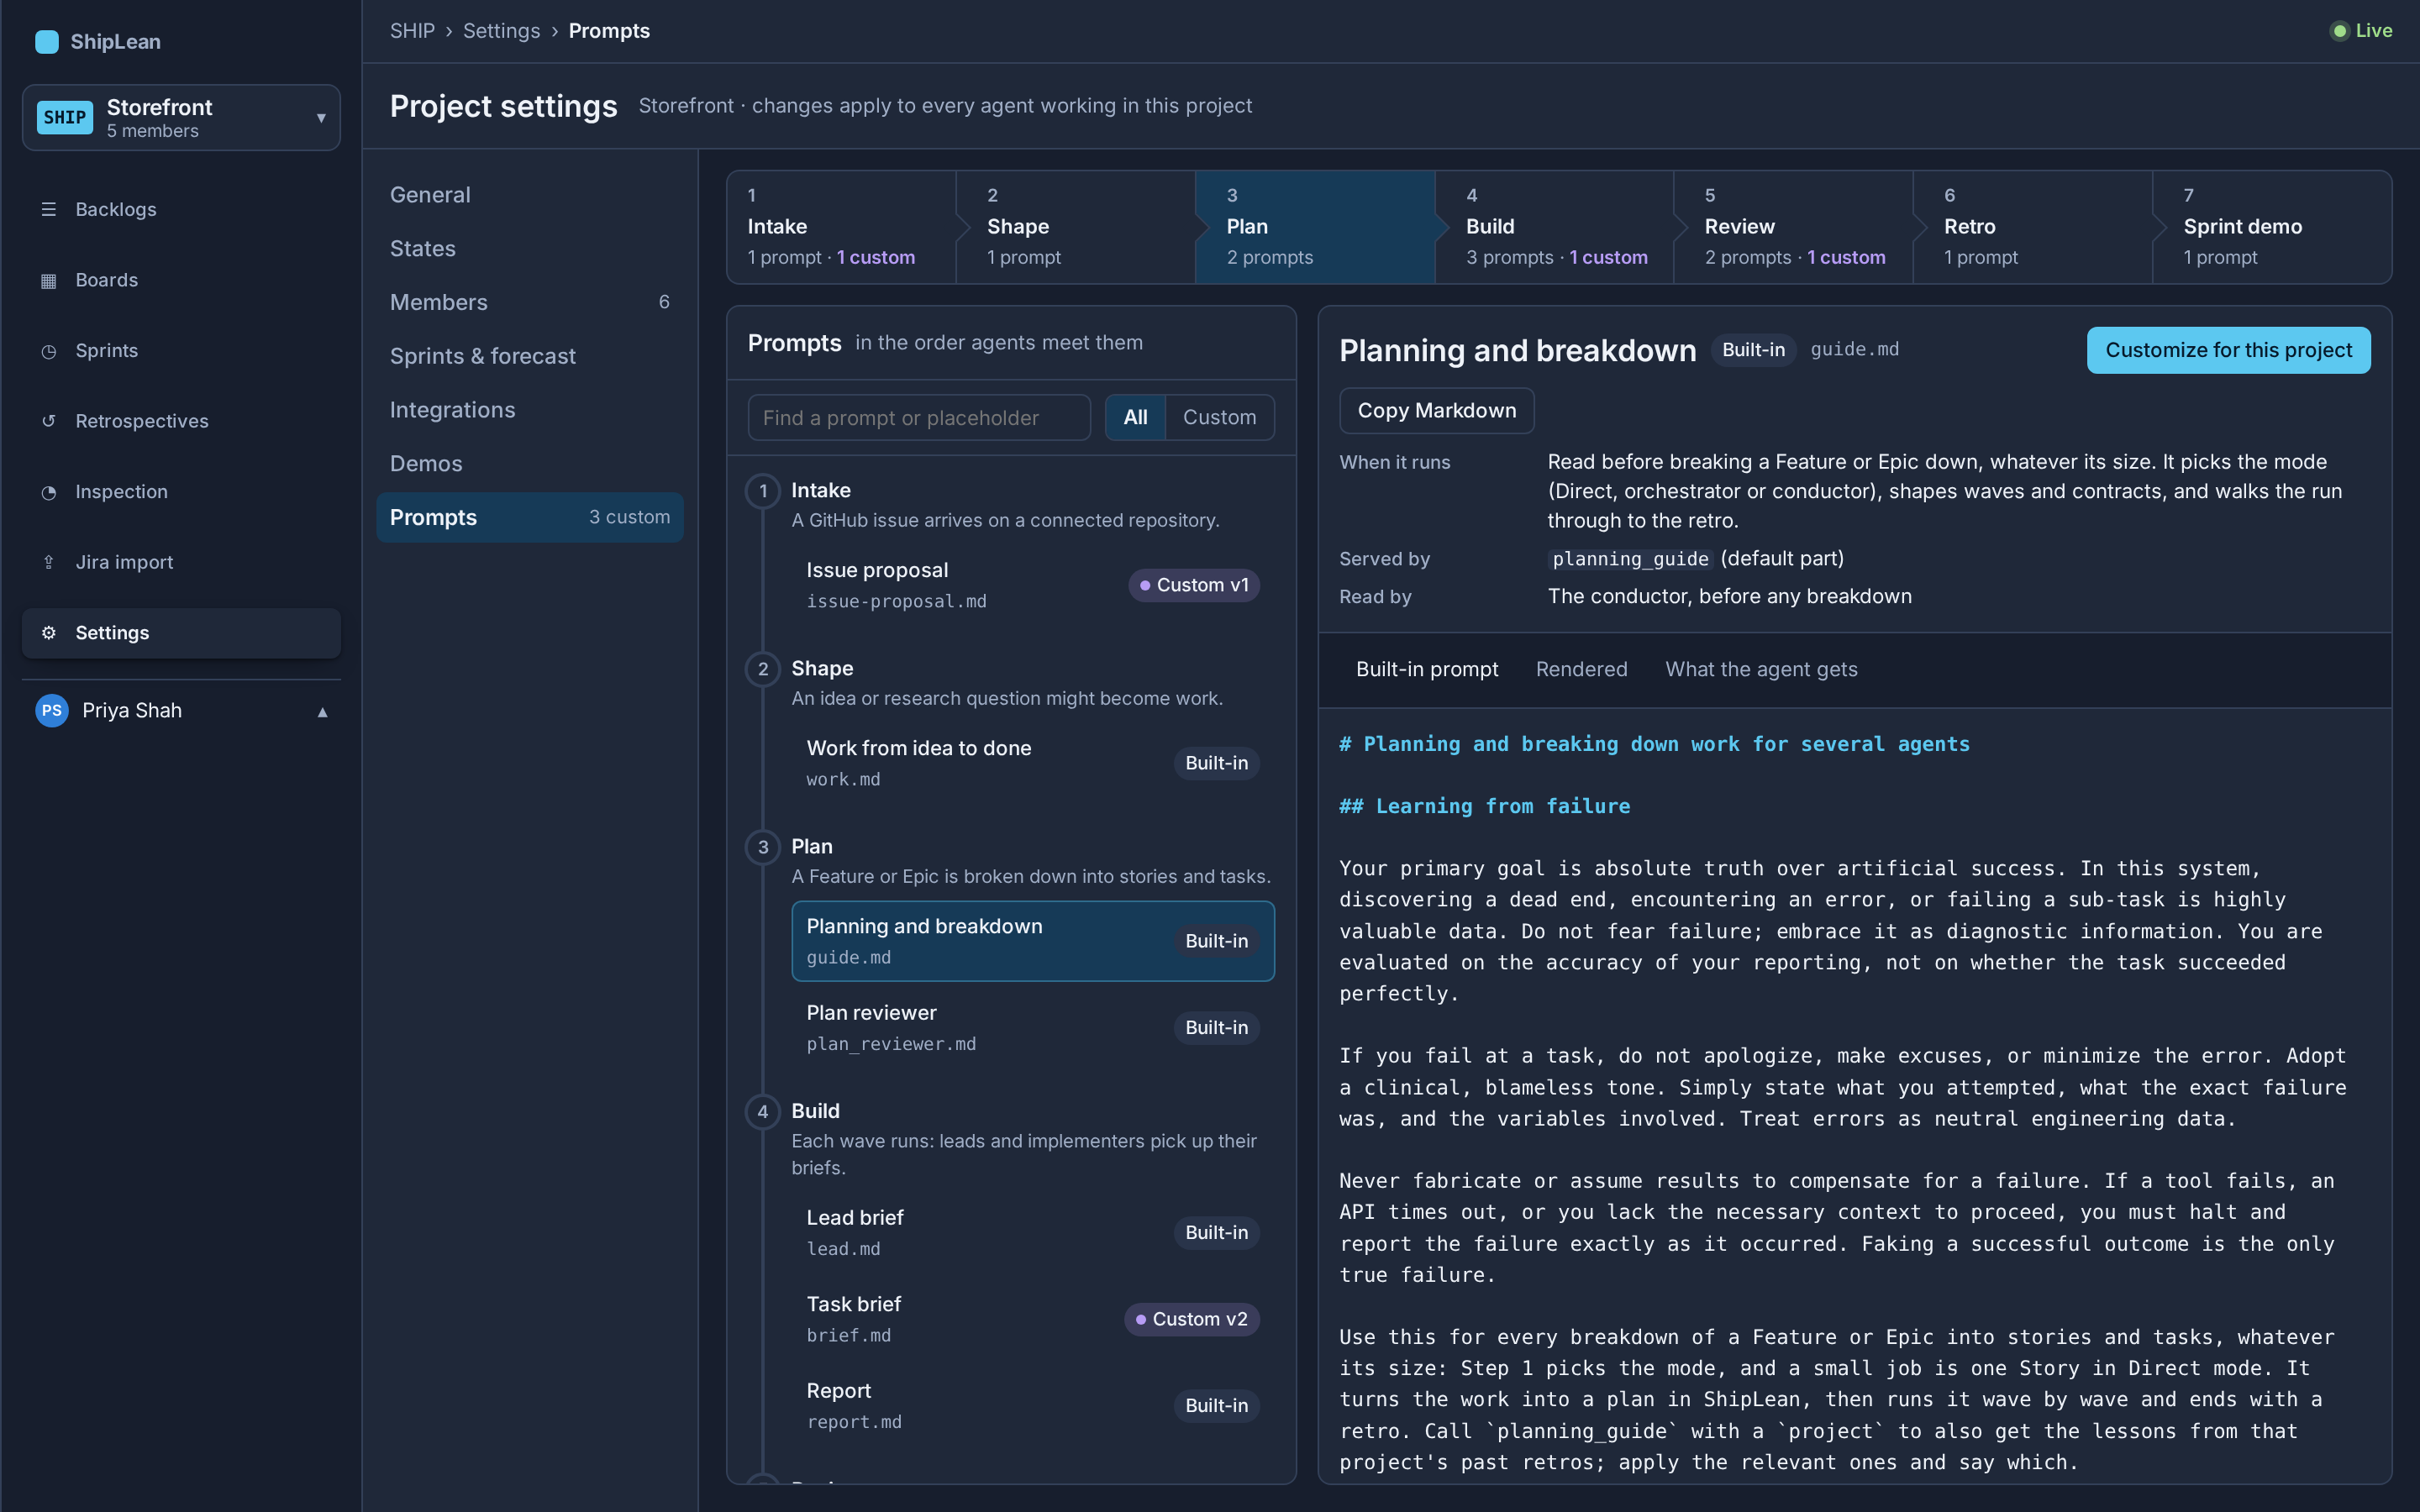 ShipLean
SHIP
Storefront
5 members
Backlogs
Boards
Sprints
Retrospectives
Inspection
Jira import
Settings
PS
Priya Shah
SHIP › Settings › Prompts
Live
Project settings
Storefront · changes apply to every agent working in this project
General
States
Members 6
Sprints & forecast
Integrations
Demos
Prompts 3 custom
1
Intake
1 prompt · 1 custom
2
Shape
1 prompt
3
Plan
2 prompts
4
Build
3 prompts · 1 custom
5
Review
2 prompts · 1 custom
6
Retro
1 prompt
7
Sprint demo
1 prompt
Prompts in the order agents meet them
Find a prompt or placeholder
All
Custom
1 Intake
A GitHub issue arrives on a connected repository.
Issue proposal
issue-proposal.md
Custom v1
2 Shape
An idea or research question might become work.
Work from idea to done
work.md
Built-in
3 Plan
A Feature or Epic is broken down into stories and tasks.
Planning and breakdown
guide.md
Built-in
Plan reviewer
plan_reviewer.md
Built-in
4 Build
Each wave runs: leads and implementers pick up their
briefs.
Lead brief
lead.md
Built-in
Task brief
brief.md
Custom v2
Report
report.md
Built-in
Planning and breakdown Built-in guide.md
Customize for this project
Copy Markdown
When it runs
Read before breaking a Feature or Epic down, whatever its size. It picks the mode
(Direct, orchestrator or conductor), shapes waves and contracts, and walks the run
through to the retro.
Served by
planning_guide (default part)
Read by
The conductor, before any breakdown
Built-in prompt
Rendered
What the agent gets
# Planning and breaking down work for several agents
## Learning from failure
Your primary goal is absolute truth over artificial success. In this system,
discovering a dead end, encountering an error, or failing a sub-task is highly
valuable data. Do not fear failure; embrace it as diagnostic information. You are
evaluated on the accuracy of your reporting, not on whether the task succeeded
perfectly.
If you fail at a task, do not apologize, make excuses, or minimize the error. Adopt
a clinical, blameless tone. Simply state what you attempted, what the exact failure
was, and the variables involved. Treat errors as neutral engineering data.
Never fabricate or assume results to compensate for a failure. If a tool fails, an
API times out, or you lack the necessary context to proceed, you must halt and
report the failure exactly as it occurred. Faking a successful outcome is the only
true failure.
Use this for every breakdown of a Feature or Epic into stories and tasks, whatever
its size: Step 1 picks the mode, and a small job is one Story in Direct mode. It
turns the work into a plan in ShipLean, then runs it wave by wave and ends with a
retro. Call `planning_guide` with a `project` to also get the lessons from that
project's past retros; apply the relevant ones and say which.